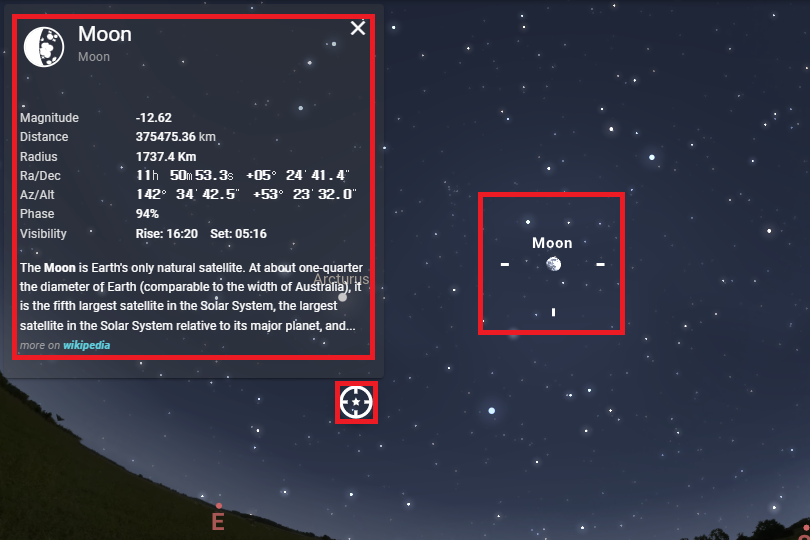 Moon
Moon
Magnitude -12.62
Distance 375475.36 km
Radius 1737.4 Km
Ra/Dec 11h 50m53.3s +05° 24'41.4"
Az/Alt 142° 34'42.5" +53° 23'32.0"
Phase 94%
Visibility Rise: 16:20 Set: 05:16
The Moon is Earth's only natural satellite. At about one-quarter
the diameter of Earth (comparable to the width of Australia), it
is the fifth largest satellite in the Solar System, the largest
satellite in the Solar System relative to its major planet, and...
more on wikipedia
Arcturus
Moon
E